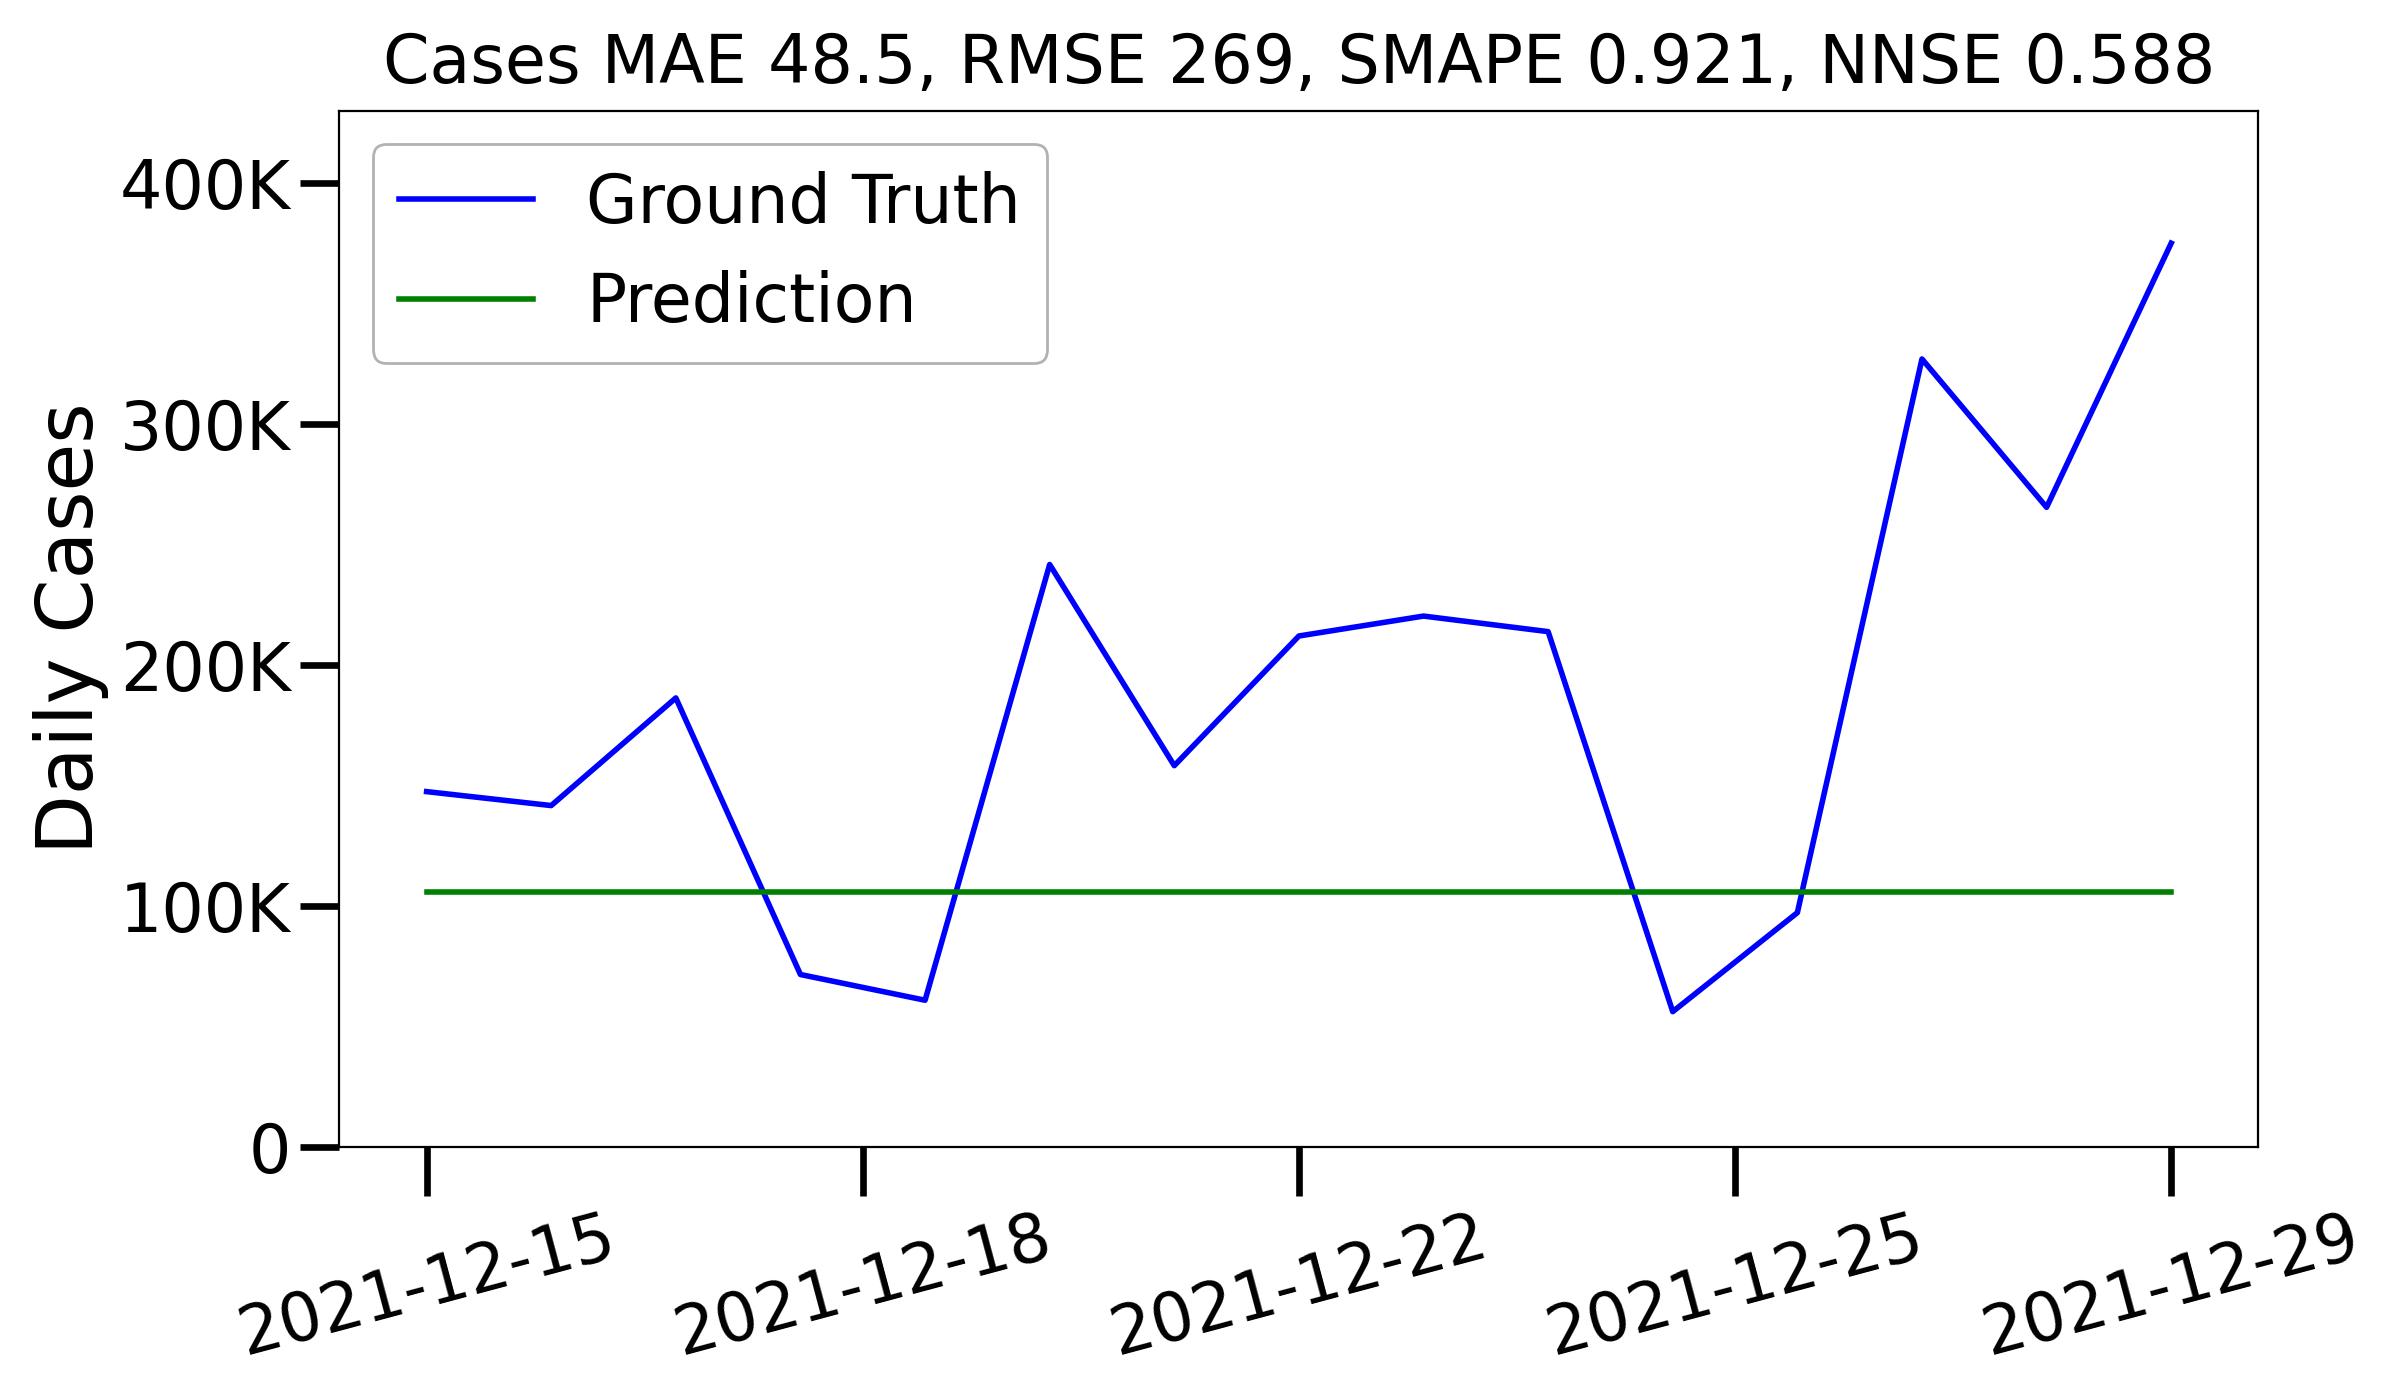 Cases MAE 48.5, RMSE 269, SMAPE 0.921, NNSE 0.588
Ground Truth
Prediction
Daily Cases
400K
300K
200K
100K
0
2021-12-15
2021-12-18
2021-12-22
2021-12-25
2021-12-29